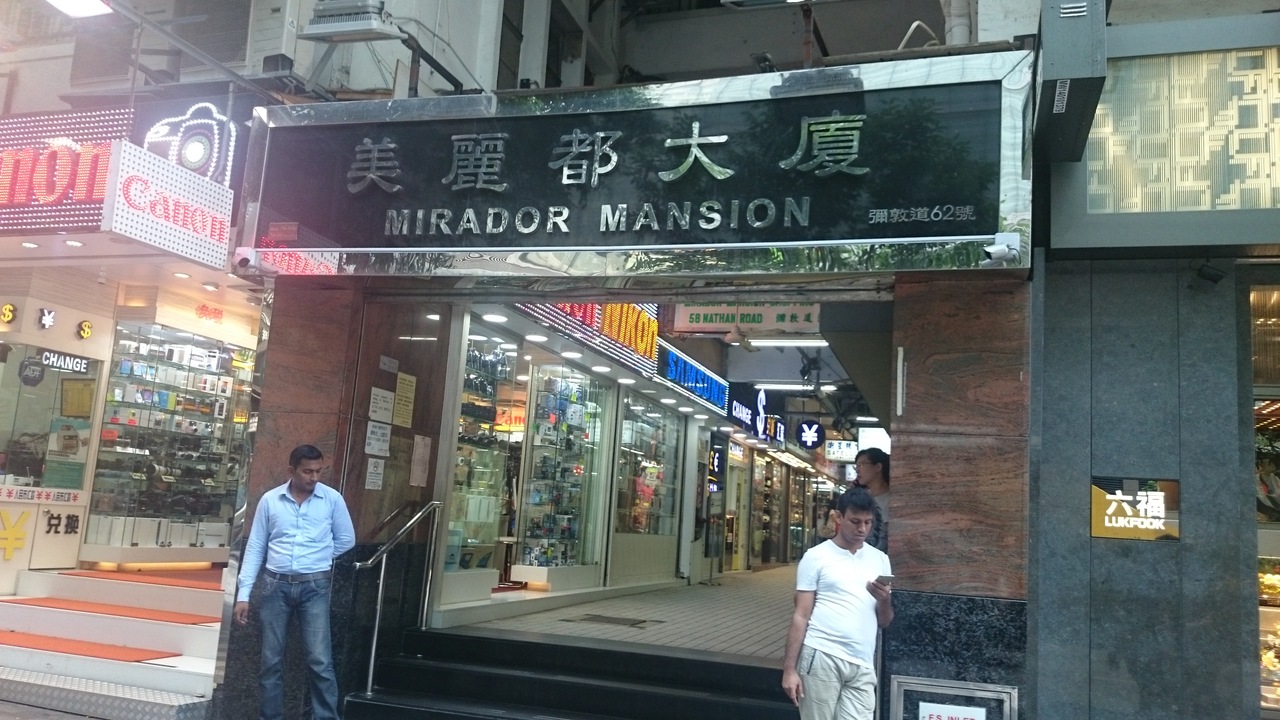 美麗都大廈
MIRADOR MANSION
彌敦道62號
Canon
$ ¥ $
CHANGE
兌換
¥
NIKON
SAMSUNG
58 NATHAN ROAD 彌敦道
CHANGE $
¥
£ €
六福
LUKFOOK
F.S. INLET